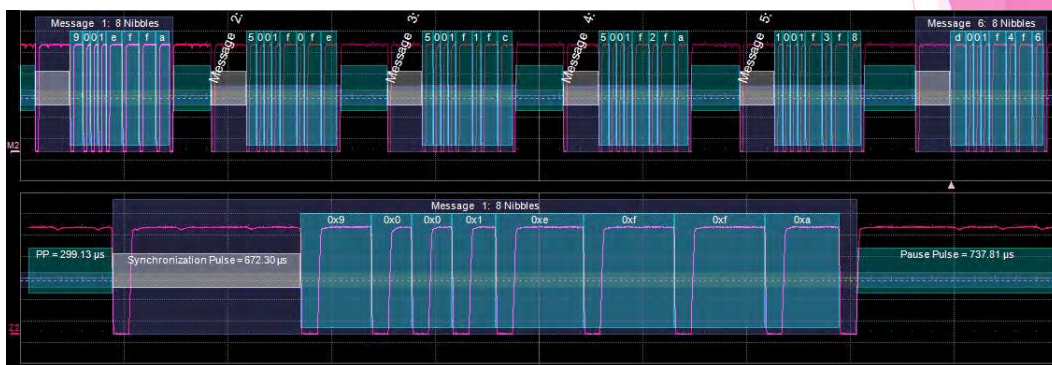 Message 1: 8 Nibbles
9 0 0 1 e f f a
Message 2:
5 0 0 1 f 0 f e
Message 3:
5 0 0 1 f 1 f c
Message 4:
5 0 0 1 f 2 f a
Message 5:
1 0 0 1 f 3 f 8
Message 6: 8 Nibbles
d 0 0 1 f 4 f 6
M2
Message 1: 8 Nibbles
0x9 0x0 0x0 0x1 0xe 0xf 0xf 0xa
PP = 299.13 µs
Synchronization Pulse = 672.30 µs
Pause Pulse = 737.81 µs